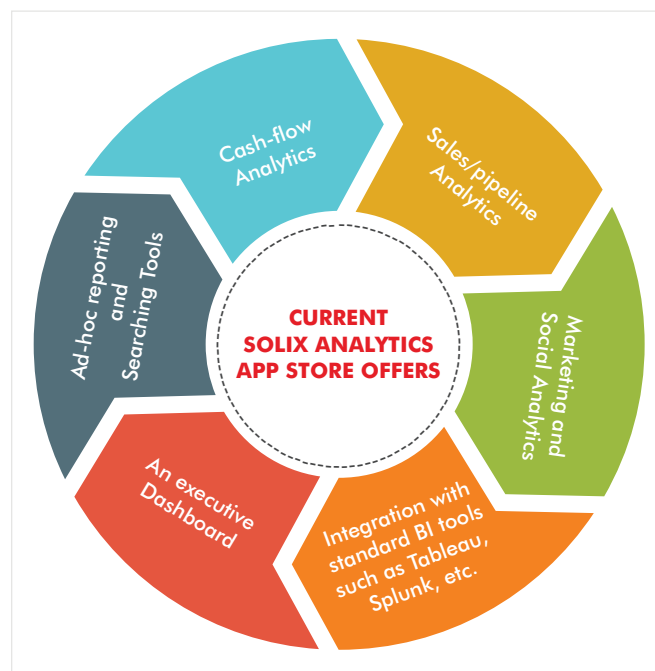 CURRENT
SOLIX ANALYTICS
APP STORE OFFERS
Cash-flow
Analytics
Sales/pipeline
Analytics
Marketing and
Social Analytics
Integration with
standard BI tools
such as Tableau,
Splunk, etc.
An executive
Dashboard
Ad-hoc reporting
and
Searching Tools